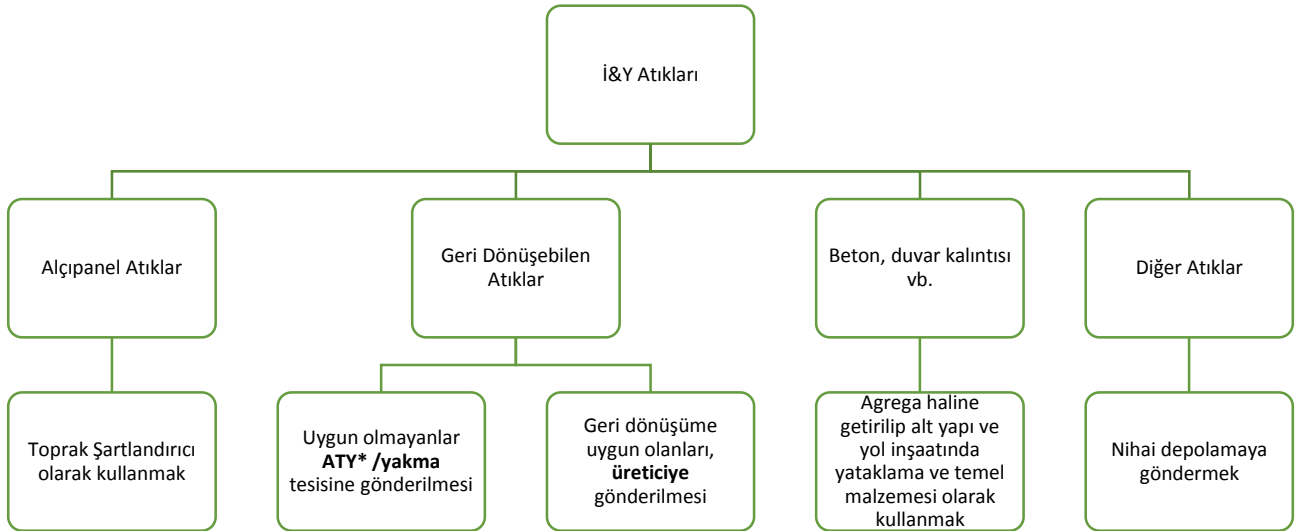 İ&Y Atıkları
Alçıpanel Atıklar
Geri Dönüşebilen
Atıklar
Beton, duvar kalıntısı
vb.
Diğer Atıklar
Toprak Şartlandırıcı
olarak kullanmak
Uygun olmayanlar
ATY* /yakma
tesisine gönderilmesi
Geri dönüşüme
uygun olanları,
üreticiye
gönderilmesi
Agrega haline
getirilip alt yapı ve
yol inşaatında
yataklama ve temel
malzemesi olarak
kullanmak
Nihai depolamaya
göndermek